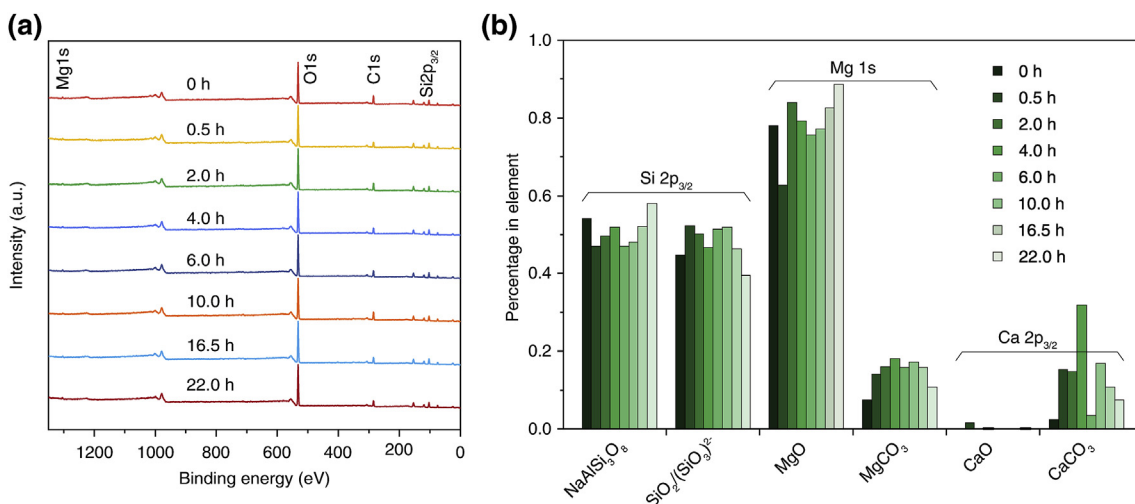 (a)
Mg1s
O1s
C1s
Si2p3/2
0 h
0.5 h
2.0 h
4.0 h
6.0 h
10.0 h
16.5 h
22.0 h
Intensity (a.u.)
1200 1000 800 600 400 200 0
Binding energy (eV)
(b)
1.0
0.8
0.6
0.4
0.2
0.0
Percentage in element
Si 2p3/2
Mg 1s
Ca 2p3/2
0 h
0.5 h
2.0 h
4.0 h
6.0 h
10.0 h
16.5 h
22.0 h
NaAlSi3O8
SiO2/(SiO3)2-
MgO
MgCO3
CaO
CaCO3